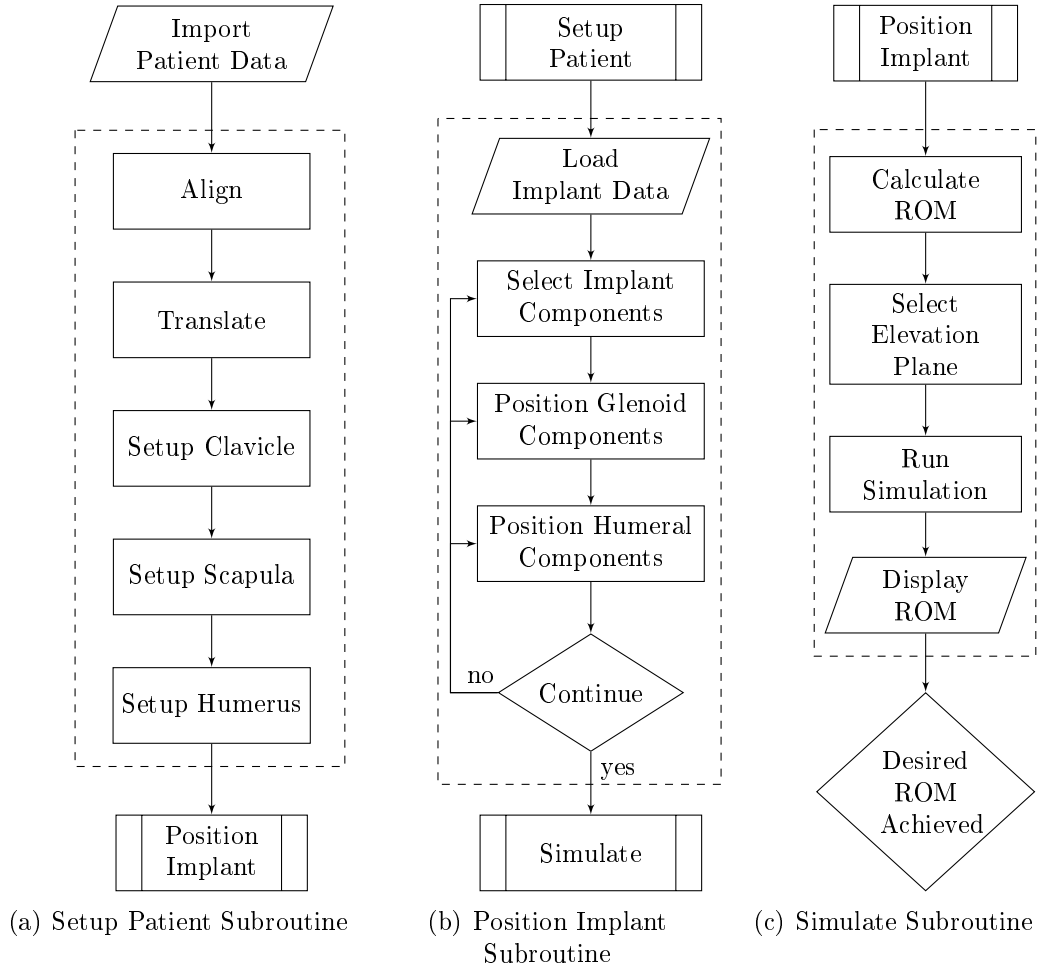 Import
Patient Data
Align
Translate
Setup Clavicle
Setup Scapula
Setup Humerus
Position
Implant
(a) Setup Patient Subroutine
Setup
Patient
Load
Implant Data
Select Implant
Components
Position Glenoid
Components
Position Humeral
Components
no
Continue
yes
Simulate
(b) Position Implant
Subroutine
Position
Implant
Calculate
ROM
Select
Elevation
Plane
Run
Simulation
Display
ROM
Desired
ROM
Achieved
(c) Simulate Subroutine